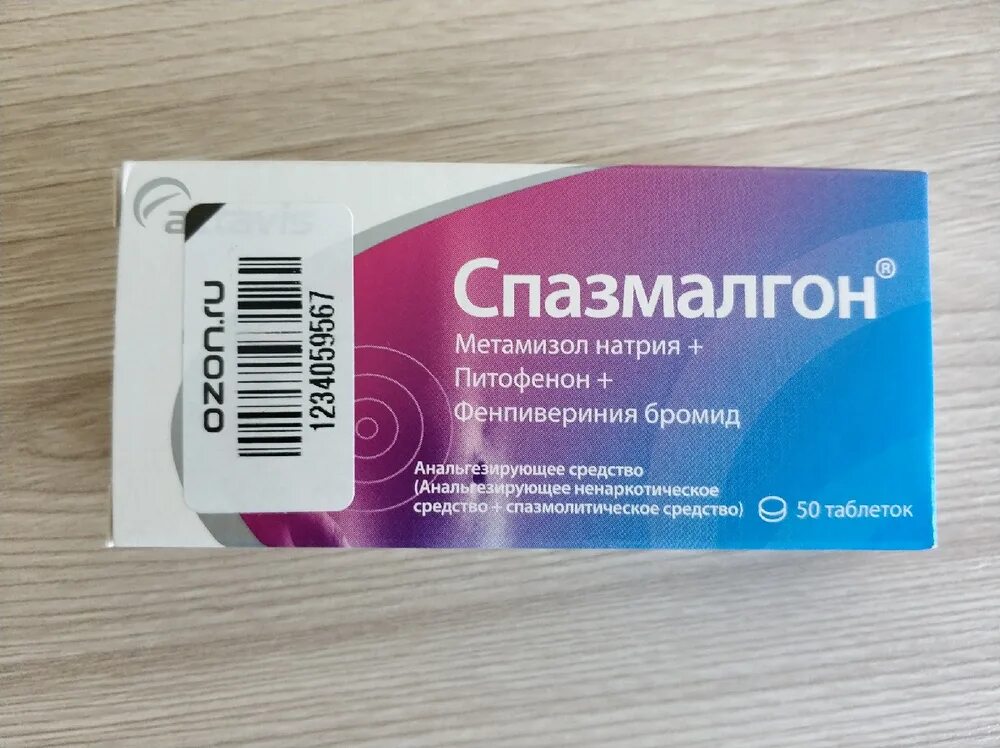 ozon.ru
1234059567
Спазмалгон®
Метамизол натрия +
Питофенон +
Фенпивериния бромид
Анальгезирующее средство
(Анальгезирующее ненаркотическое
средство + спазмолитическое средство)
50 таблеток